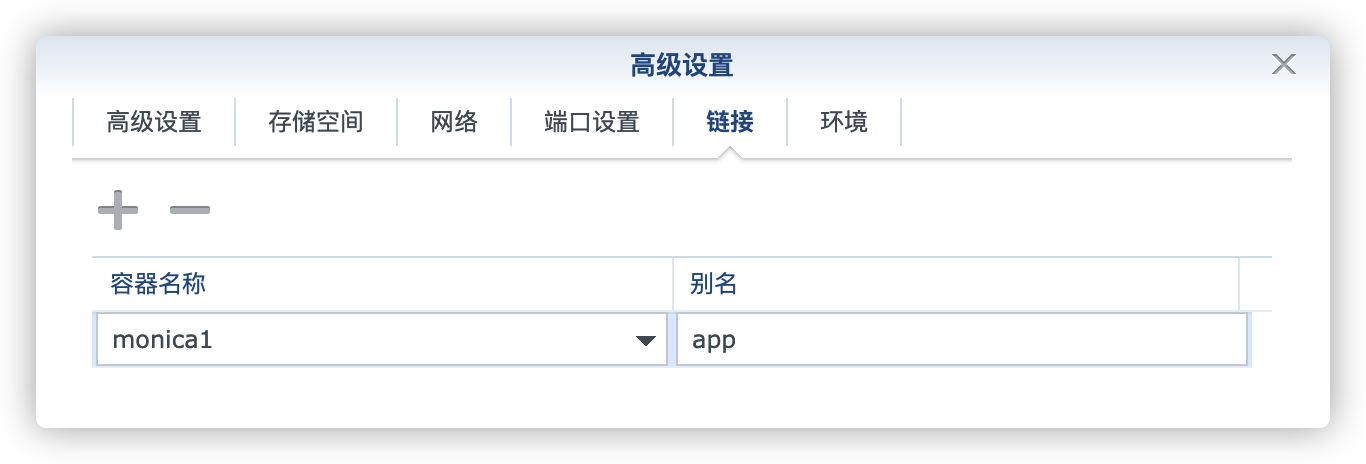 高级设置
高级设置 存储空间 网络 端口设置 链接 环境
容器名称 别名
monica1 app